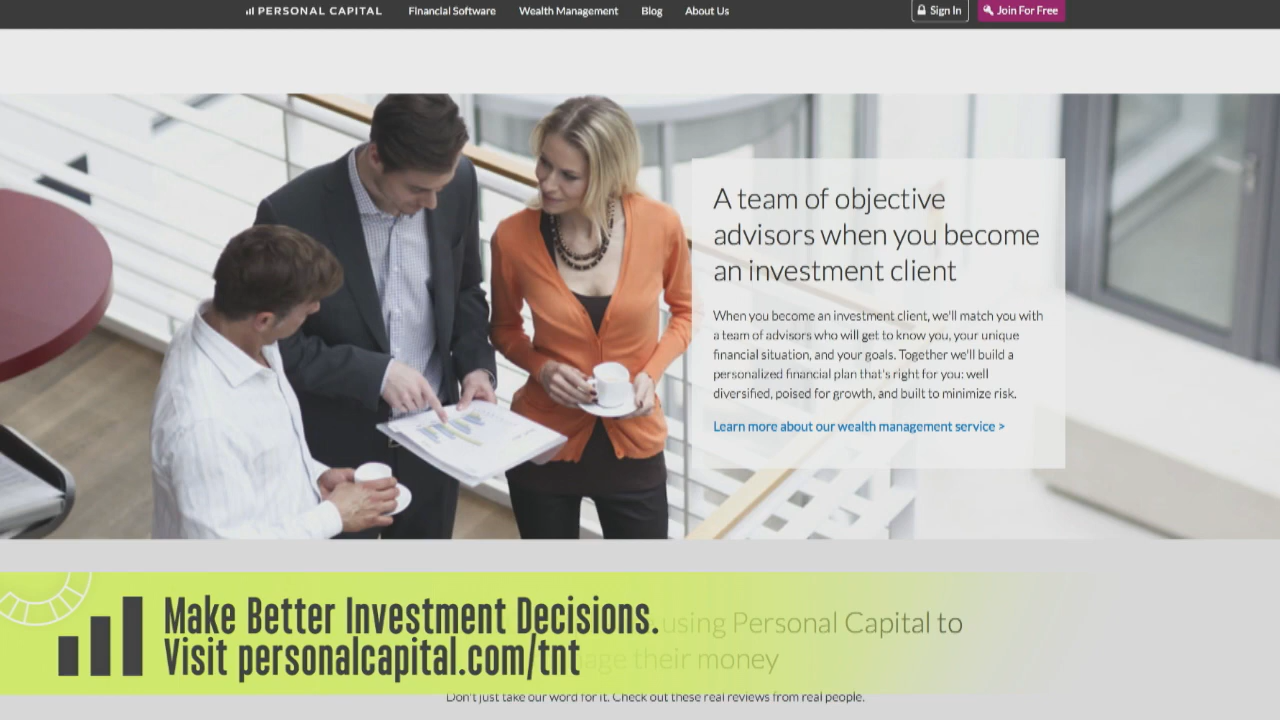 PERSONAL CAPITAL Financial Software Wealth Management Blog About Us Sign In Join For Free
A team of objective
advisors when you become
an investment client
When you become an investment client, we'll match you with
a team of advisors who will get to know you, your unique
financial situation, and your goals. Together we'll build a
personalized financial plan that's right for you: well
diversified, poised for growth, and built to minimize risk.
Learn more about our wealth management service >
Make Better Investment Decisions.
Visit personalcapital.com/tnt
using Personal Capital to
their money
Don't just take our word for it. Check out these real reviews from real people.